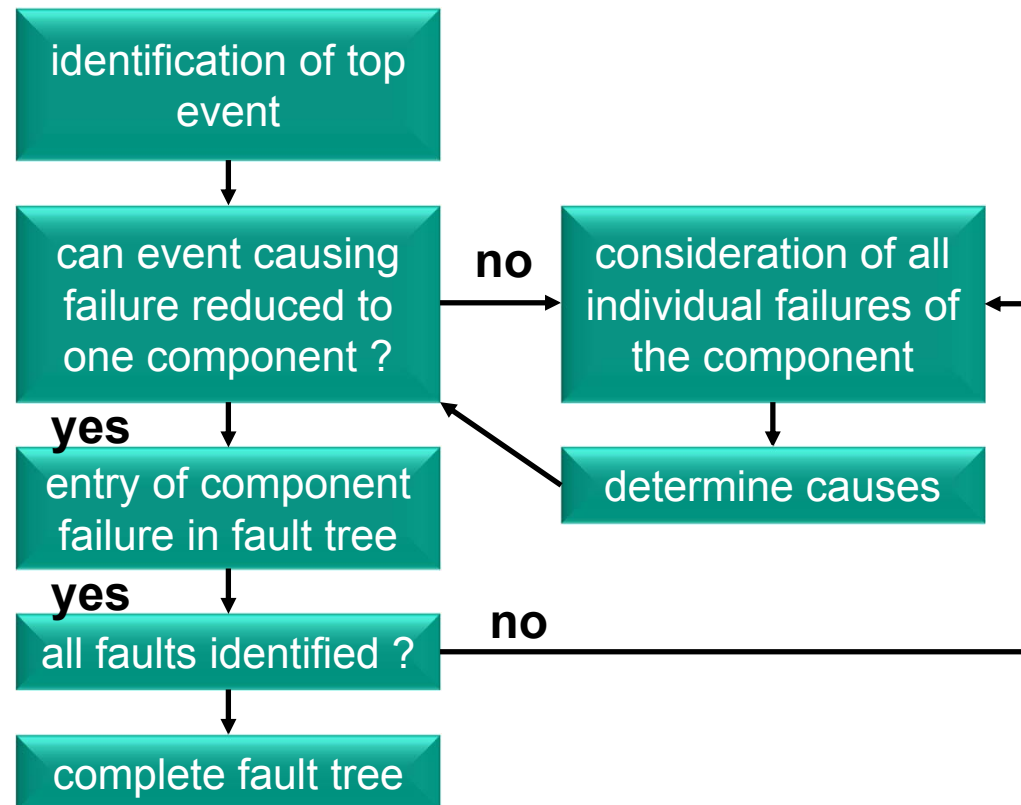 identification of top
event
can event causing
failure reduced to
one component ?
no
consideration of all
individual failures of
the component
yes
determine causes
entry of component
failure in fault tree
yes
all faults identified ?
no
complete fault tree